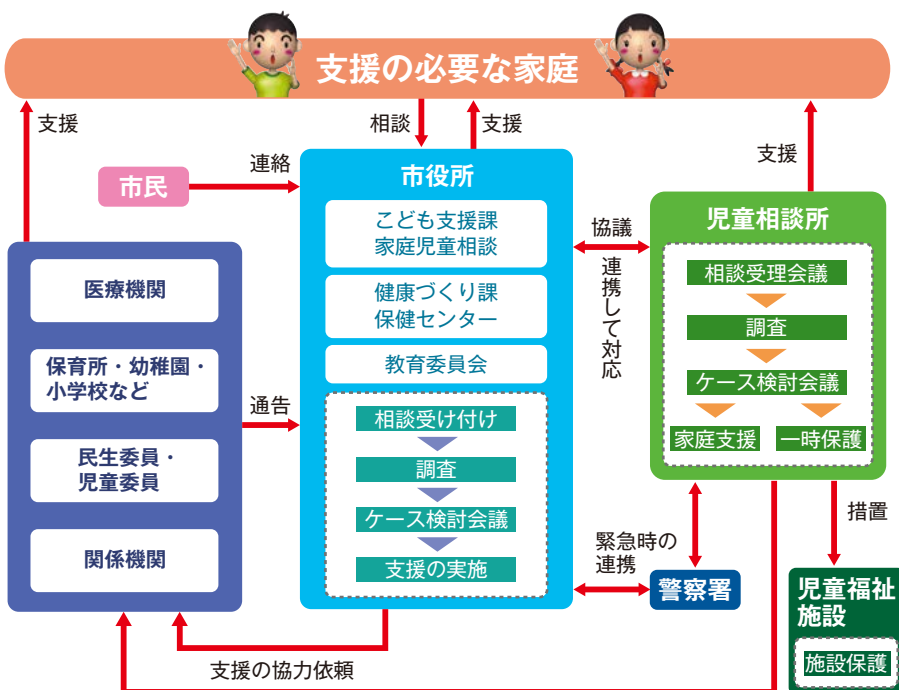 支援の必要な家庭
支援
相談
支援
支援
市民
連絡
市役所
こども支援課
家庭児童相談
健康づくり課
保健センター
教育委員会
相談受け付け
調査
ケース検討会議
支援の実施
医療機関
保育所・幼稚園・
小学校など
民生委員・
児童委員
関係機関
通告
協議
連携して対応
児童相談所
相談受理会議
調査
ケース検討会議
家庭支援
一時保護
緊急時の
連携
警察署
措置
児童福祉
施設
施設保護
支援の協力依頼